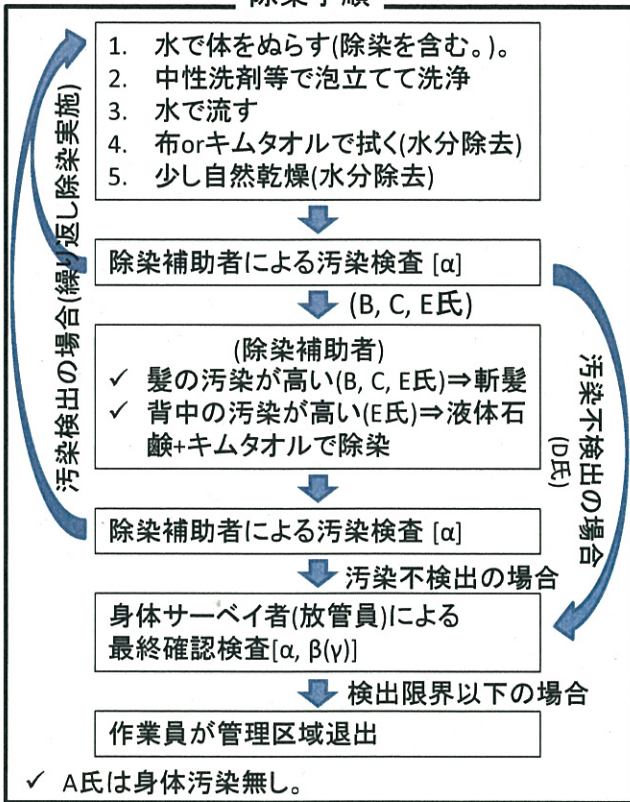 除染手順
1. 水で体をぬらす(除染を含む。)。
2. 中性洗剤等で泡立てて洗浄
3. 水で流す
4. 布orキムタオルで拭く(水分除去)
5. 少し自然乾燥(水分除去)
除染補助者による汚染検査 [α]
(B, C, E氏)
(除染補助者)
✓ 髪の汚染が高い(B, C, E氏)⇒斬髪
✓ 背中の汚染が高い(E氏)⇒液体石
鹸+キムタオルで除染
除染補助者による汚染検査 [α]
汚染不検出の場合
身体サーベイ者(放管員)による
最終確認検査[α, β(γ)]
検出限界以下の場合
作業員が管理区域退出
✓ A氏は身体汚染無し。
汚染検出の場合(繰り返し除染実施)
汚染不検出の場合
(D氏)